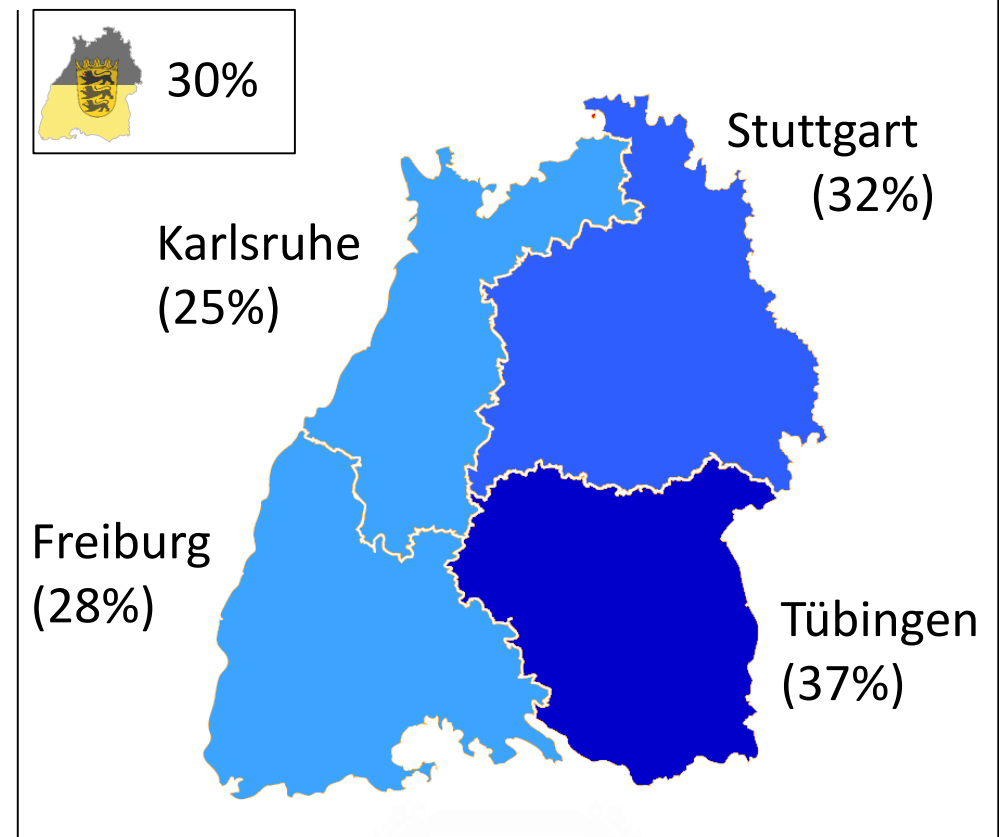 30%
Stuttgart
(32%)
Karlsruhe
(25%)
Freiburg
(28%)
Tübingen
(37%)